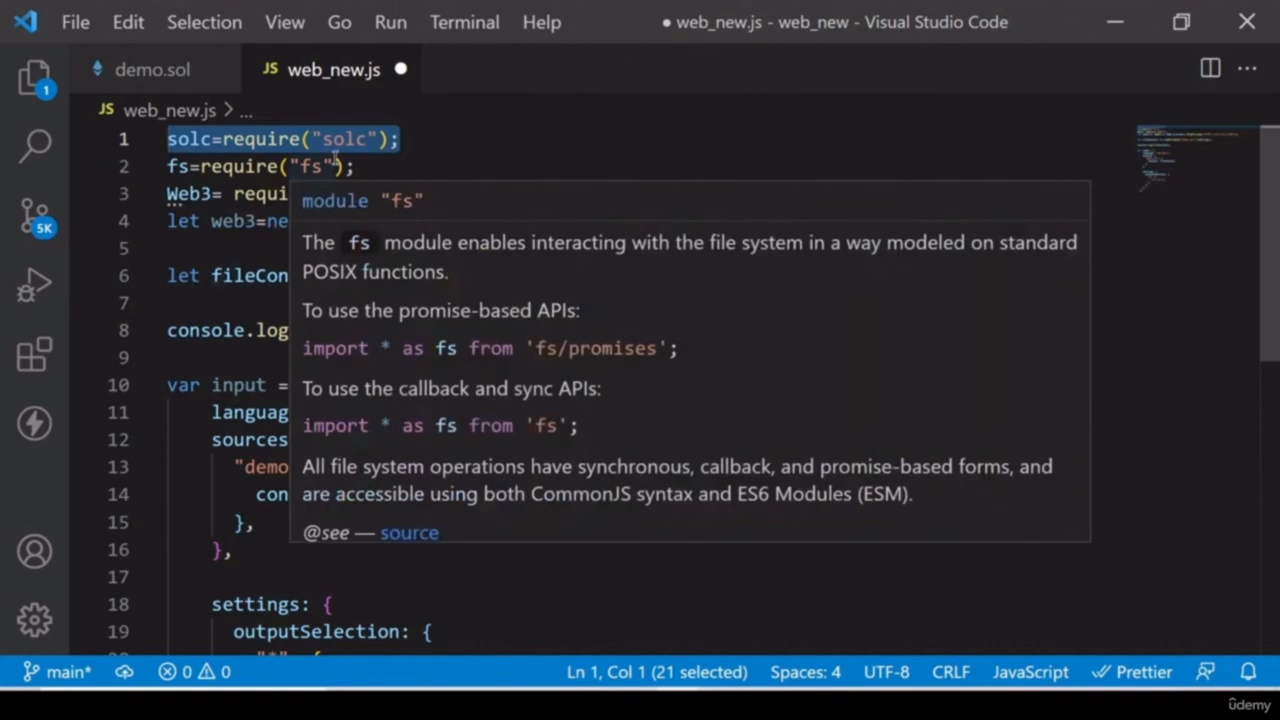 File Edit Selection View Go Run Terminal Help ● web_new.js - web_new - Visual Studio Code
demo.sol JS web_new.js
JS web_new.js > ...
1
5K
1 solc=require("solc");
2 fs=require("fs");
3 Web3= requi
4 let web3=ne
5
6 let fileCon
7
8 console.log
9
10 var input =
11 languag
12 sources
13 "demo
14 con
15 },
16 },
17
18 settings: {
19 outputSelection: {
module "fs"
The fs module enables interacting with the file system in a way modeled on standard
POSIX functions.
To use the promise-based APIs:
import * as fs from 'fs/promises';
To use the callback and sync APIs:
import * as fs from 'fs';
All file system operations have synchronous, callback, and promise-based forms, and
are accessible using both CommonJS syntax and ES6 Modules (ESM).
@see — source
main* 0 0 Ln 1, Col 1 (21 selected) Spaces: 4 UTF-8 CRLF JavaScript Prettier
ûdemy